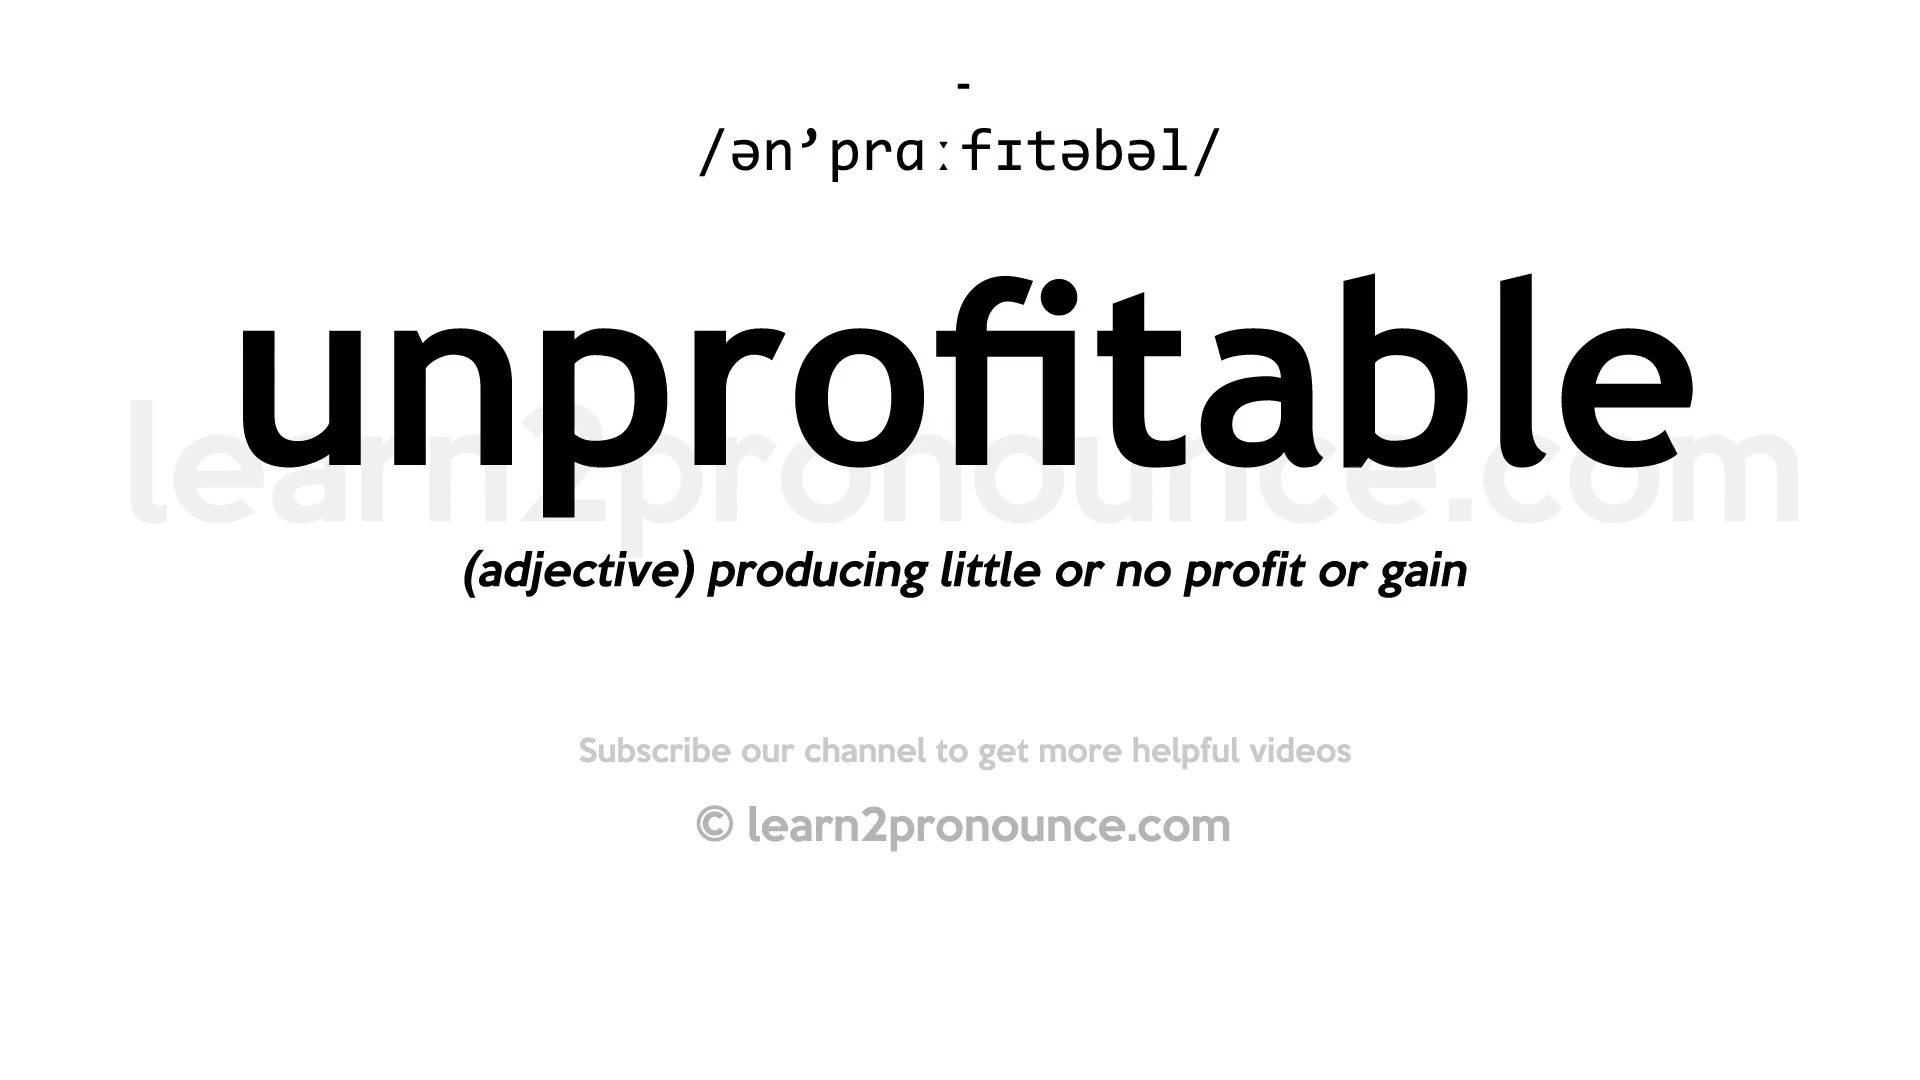 -
/ən’prɑːfɪtəbəl/
unprofitable
learn2pronounce.com
(adjective) producing little or no profit or gain
Subscribe our channel to get more helpful videos
© learn2pronounce.com